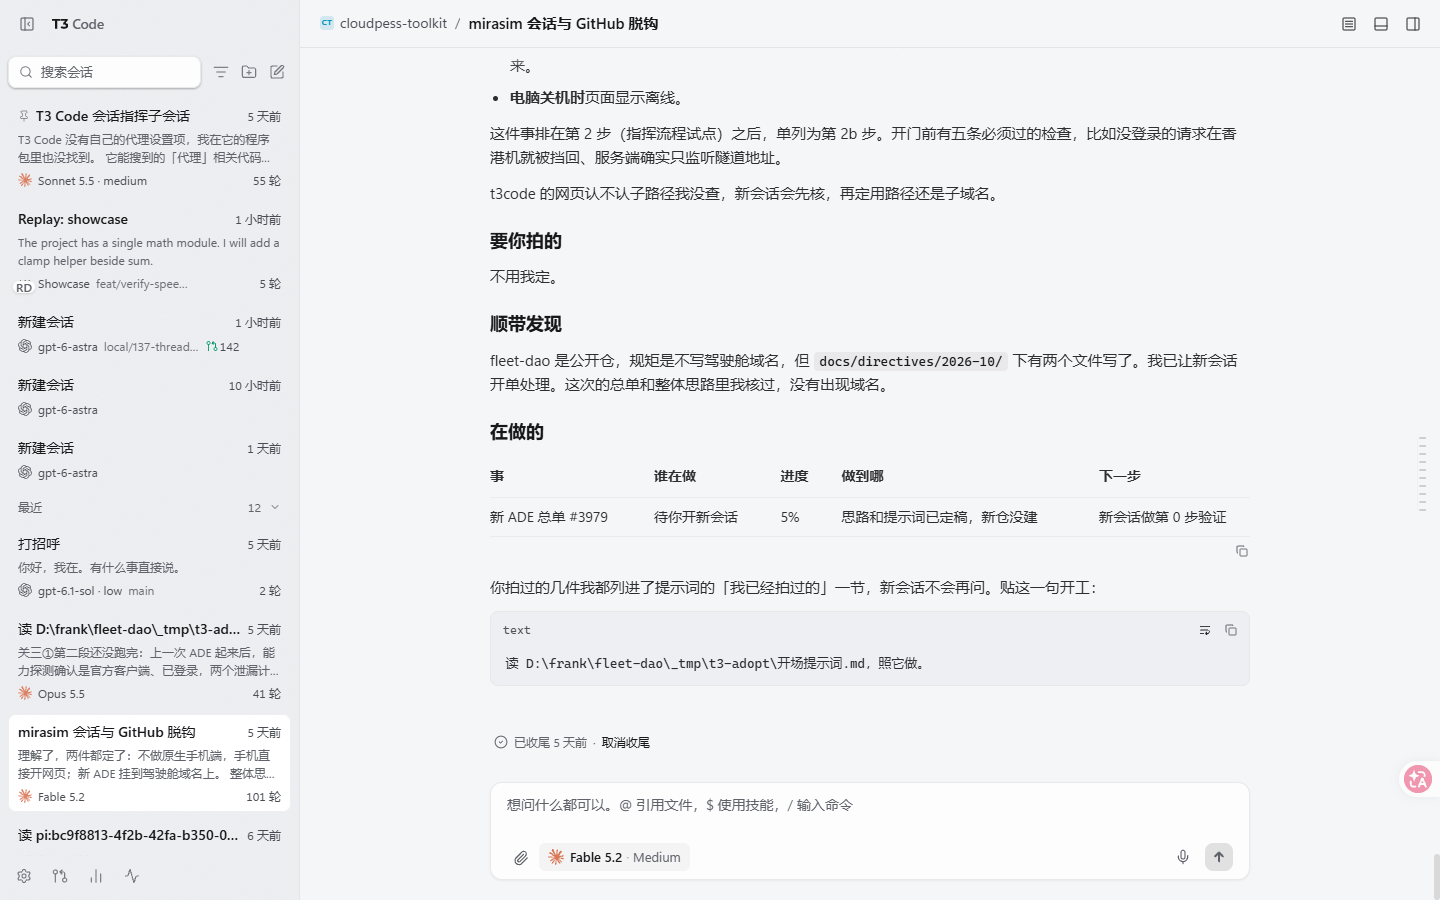 T3 Code
cloudpess-toolkit / mirasim 会话与 GitHub 脱钩
搜索会话
T3 Code 会话指挥子会话 5 天前
T3 Code 没有自己的代理设置项，我在它的程序
包里也没找到。 它能搜到的「代理」相关代码...
Sonnet 5.5 · medium 55 轮
Replay: showcase 1 小时前
The project has a single math module. I will add a
clamp helper beside sum.
RD Showcase feat/verify-spee... 5 轮
新建会话 1 小时前
gpt-6-astra local/137-thread... 142
新建会话 10 小时前
gpt-6-astra
新建会话 1 天前
gpt-6-astra
最近 12
打招呼 5 天前
你好，我在。有什么事直接说。
gpt-6.1-sol · low main 2 轮
读 D:\frank\fleet-dao\_tmp\t3-ad... 5 天前
关三①第二段还没跑完：上一次 ADE 起来后，能
力探测确认是官方客户端、已登录，两个泄漏计...
Opus 5.5 41 轮
mirasim 会话与 GitHub 脱钩 5 天前
理解了，两件都定了：不做原生手机端，手机直
接开网页；新 ADE 挂到驾驶舱域名上。 整体思...
Fable 5.2 101 轮
读 pi:bc9f8813-4f2b-42fa-b350-0... 6 天前
来。
• 电脑关机时页面显示离线。
这件事排在第 2 步（指挥流程试点）之后，单列为第 2b 步。开门前有五条必须过的检查，比如没登录的请求在香
港机就被挡回、服务端确实只监听隧道地址。
t3code 的网页认不认子路径我没查，新会话会先核，再定用路径还是子域名。
要你拍的
不用我定。
顺带发现
fleet-dao 是公开仓，规矩是不写驾驶舱域名，但 docs/directives/2026-10/ 下有两个文件写了。我已让新会话
开单处理。这次的总单和整体思路里我核过，没有出现域名。
在做的
事 谁在做 进度 做到哪 下一步
新 ADE 总单 #3979 待你开新会话 5% 思路和提示词已定稿，新仓没建 新会话做第 0 步验证
你拍过的几件我都列进了提示词的「我已经拍过的」一节，新会话不会再问。贴这一句开工：
text
读 D:\frank\fleet-dao\_tmp\t3-adopt\开场提示词.md，照它做。
已收尾 5 天前 · 取消收尾
想问什么都可以。@ 引用文件，$ 使用技能，/ 输入命令
Fable 5.2 · Medium